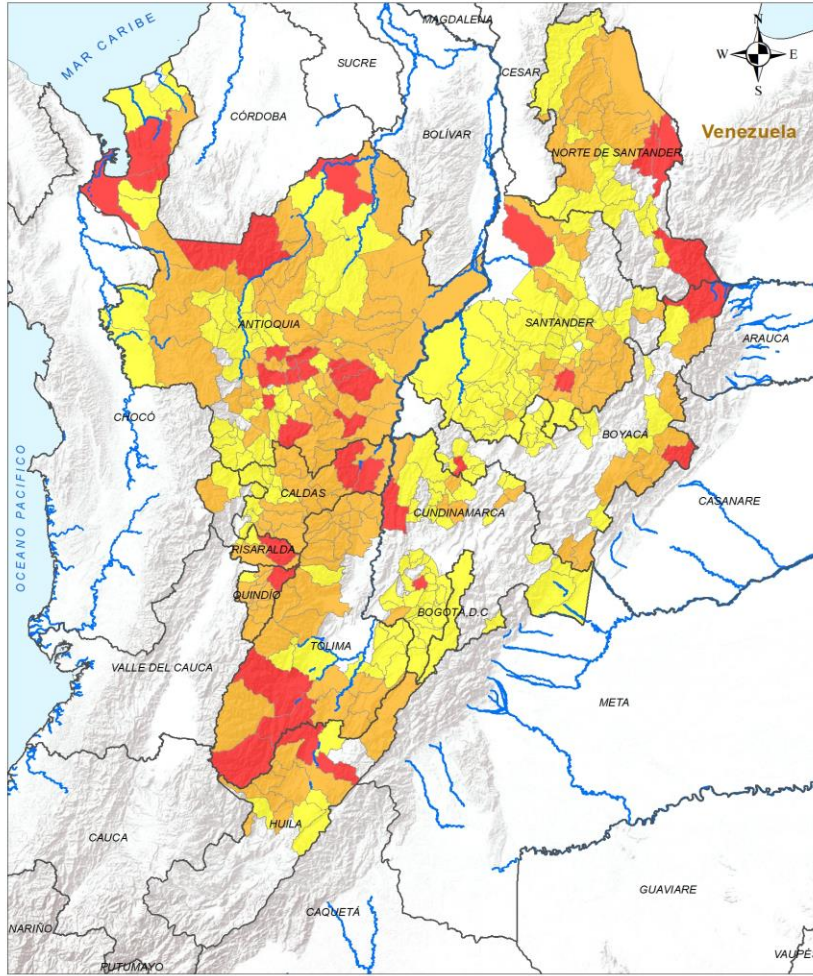 MAGDALENA
N
MAR CARIBE
SUCRE
CESAR
W E
S
CÓRDOBA
BOLÍVAR
Venezuela
NORTE DE SANTANDER
ANTIOQUIA
SANTANDER
ARAUCA
CHOCÓ
BOYACÁ
OCEANO PACIFICO
CALDAS
CUNDINAMARCA
CASANARE
RISARALDA
QUINDÍO
BOGOTÁ,D.C
TOLIMA
VALLE DEL CAUCA
META
HUILA
CAUCA
GUAVIARE
CAQUETÁ
NARIÑO
PUTUMAYO
VAUPÉS